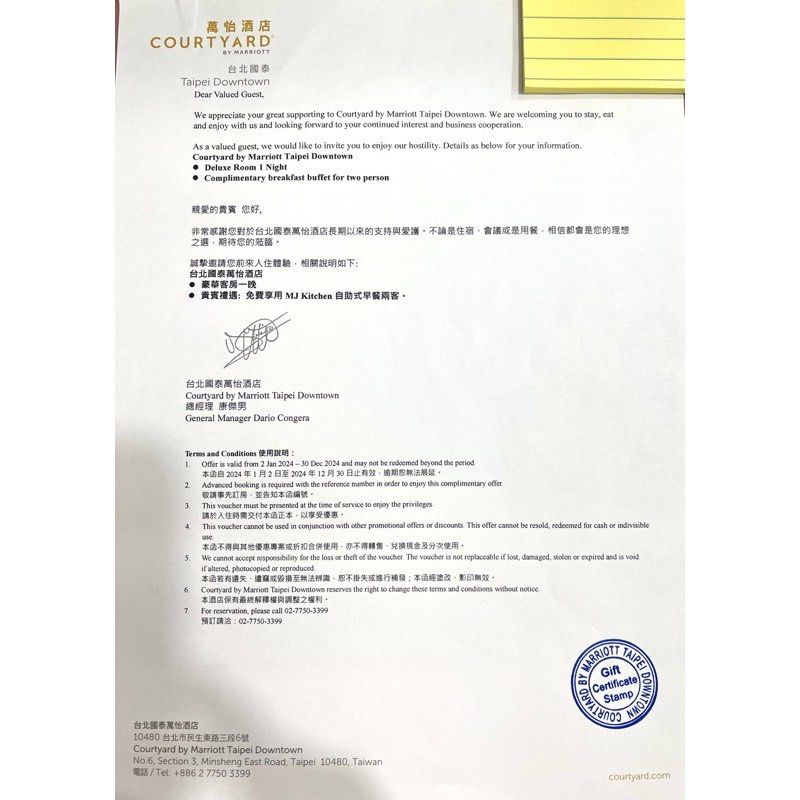 萬怡酒店
COURTYARD®
BY MARRIOTT
台北國泰
Taipei Downtown
Dear Valued Guest,
We appreciate your great supporting to Courtyard by Marriott Taipei Downtown. We are welcoming you to stay, eat
and enjoy with us and looking forward to your continued interest and business cooperation.
As a valued guest, we would like to invite you to enjoy our hostility. Details as below for your information.
Courtyard by Marriott Taipei Downtown
● Deluxe Room 1 Night
● Complimentary breakfast buffet for two person
親愛的貴賓 您好,
非常感謝您對於台北國泰萬怡酒店長期以來的支持與愛護。不論是住宿、會議或是用餐，相信都會是您的理想
之選，期待您的蒞臨。
誠摯邀請您前來入住體驗，相關說明如下:
台北國泰萬怡酒店
● 豪華客房一晚
● 貴賓禮遇: 免費享用 MJ Kitchen 自助式早餐兩客。
台北國泰萬怡酒店
Courtyard by Marriott Taipei Downtown
總經理 康傑男
General Manager Dario Congera
Terms and Conditions 使用說明：
1. Offer is valid from 2 Jan 2024 – 30 Dec 2024 and may not be redeemed beyond the period.
本函自 2024 年 1 月 2 日至 2024 年 12 月 30 日止有效，逾期恕無法展延。
2. Advanced booking is required with the reference number in order to enjoy this complimentary offer.
敬請事先訂房，並告知本函編號。
3. This voucher must be presented at the time of service to enjoy the privileges.
請於入住時需交付本函正本，以享受優惠。
4. This voucher cannot be used in conjunction with other promotional offers or discounts. This offer cannot be resold, redeemed for cash or indivisible
use.
本函不得與其他優惠專案或折扣合併使用，亦不得轉售、兌換現金及分次使用。
5. We cannot accept responsibility for the loss or theft of the voucher. The voucher is not replaceable if lost, damaged, stolen or expired and is void
if altered, photocopied or reproduced.
本函若有遺失、遭竊或毀損至無法辨識，恕不掛失或進行補發；本函經塗改、影印無效。
6. Courtyard by Marriott Taipei Downtown reserves the right to change these terms and conditions without notice.
本酒店保有最終解釋權與調整之權利。
7. For reservation, please call 02-7750-3399
預訂請洽：02-7750-3399
COURTYARD BY MARRIOTT TAIPEI DOWNTOWN
Gift
Certificate
Stamp
台北國泰萬怡酒店
10480 台北市民生東路三段6號
Courtyard by Marriott Taipei Downtown
No.6, Section 3, Minsheng East Road, Taipei 10480, Taiwan
電話 / Tel: +886 2 7750 3399
courtyard.com